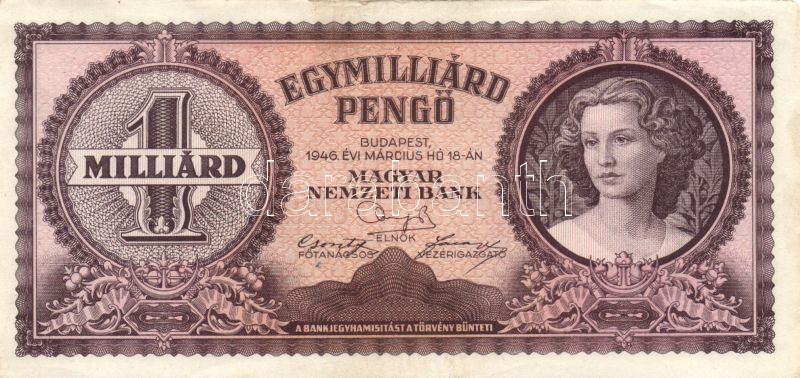 EGYMILLIÁRD
PENGŐ
1
MILLIÁRD
BUDAPEST,
1946. ÉVI MÁRCIUS HÓ 18-ÁN
MAGYAR
NEMZETI BANK
ELNÖK
FŐTANÁCSOS VEZÉRIGAZGATÓ
A BANKJEGYHAMISITÁST A TÖRVÉNY BÜNTETI
darabanth